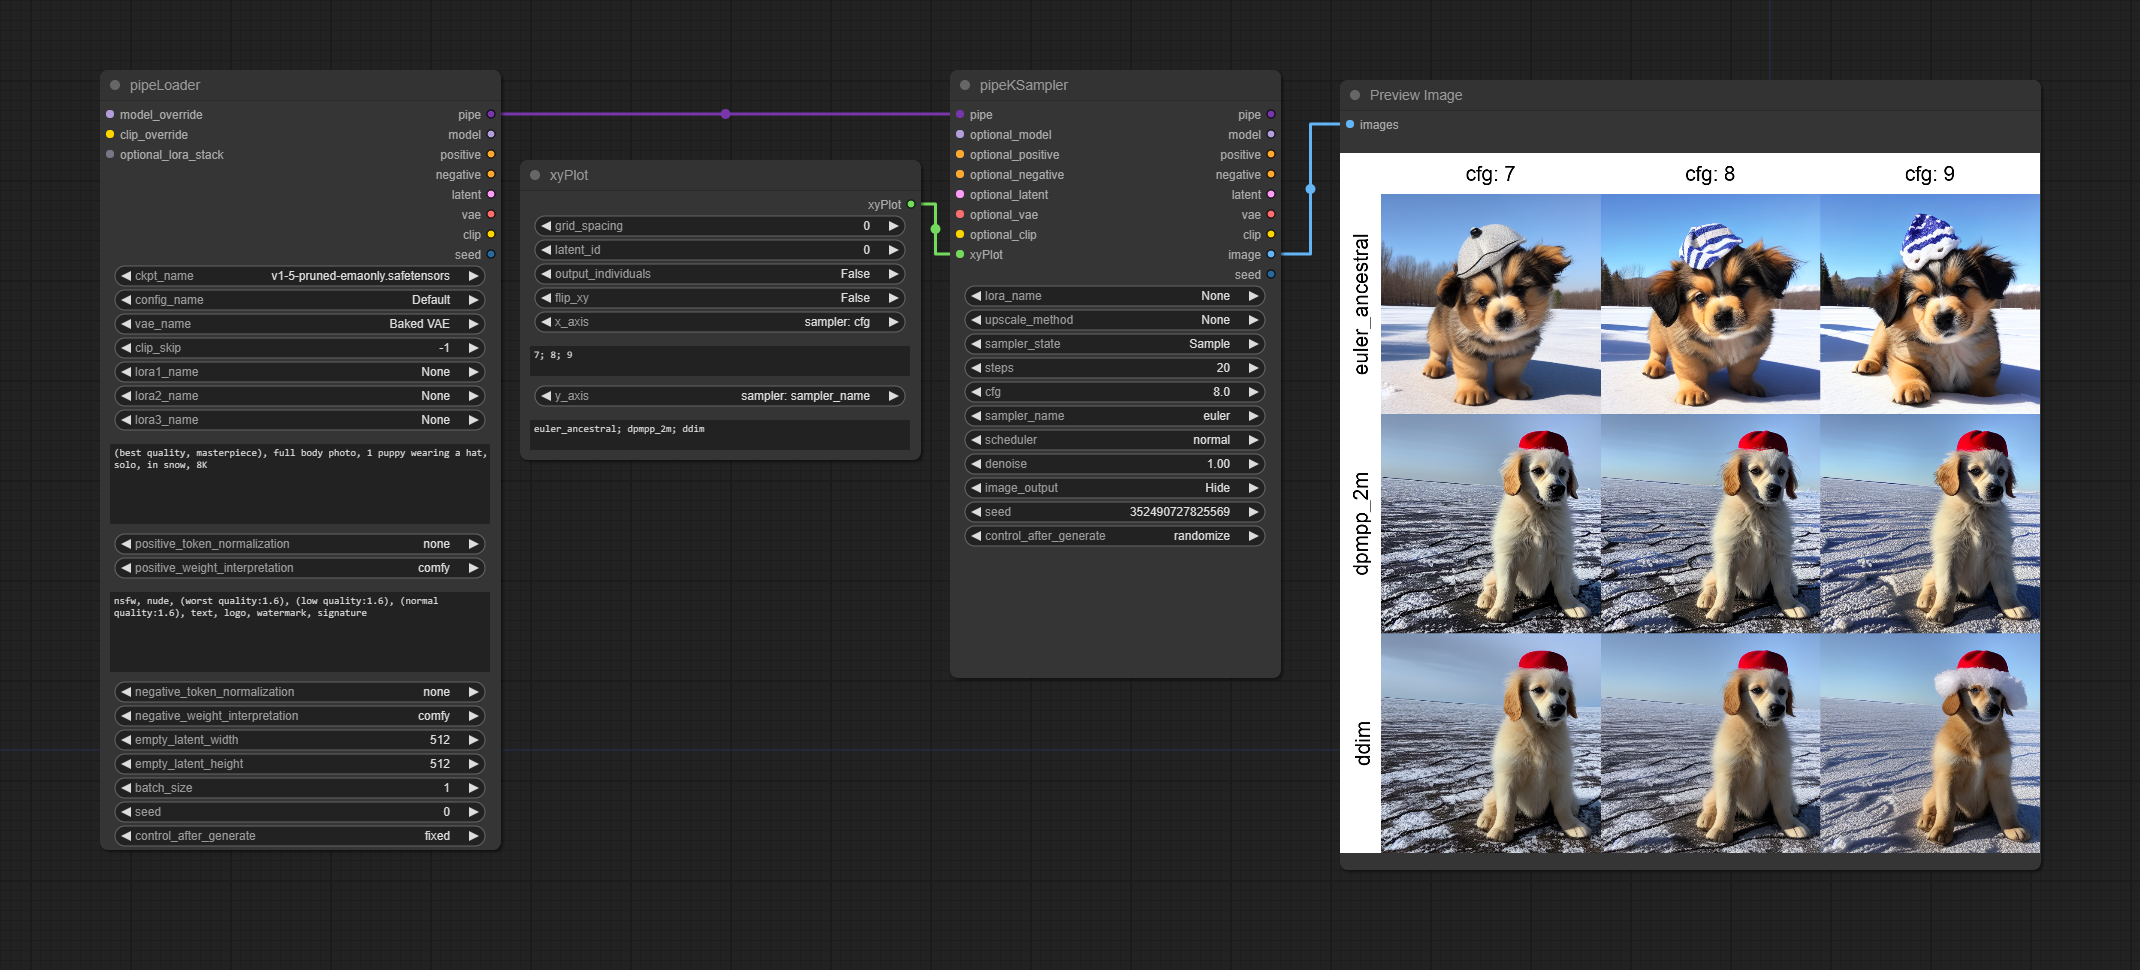 pipeLoader
model_override
pipe
clip_override
model
optional_lora_stack
positive
negative
latent
vae
clip
seed
ckpt_name v1-5-pruned-emaonly.safetensors
config_name Default
vae_name Baked VAE
clip_skip -1
lora1_name None
lora2_name None
lora3_name None
(best quality, masterpiece), full body photo, 1 puppy wearing a hat,
solo, in snow, 8K
positive_token_normalization none
positive_weight_interpretation comfy
nsfw, nude, (worst quality:1.6), (low quality:1.6), (normal
quality:1.6), text, logo, watermark, signature
negative_token_normalization none
negative_weight_interpretation comfy
empty_latent_width 512
empty_latent_height 512
batch_size 1
seed 0
control_after_generate fixed
xyPlot
xyPlot
grid_spacing 0
latent_id 0
output_individuals False
flip_xy False
x_axis sampler: cfg
7; 8; 9
y_axis sampler: sampler_name
euler_ancestral; dpmpp_2m; ddim
pipeKSampler
pipe pipe
optional_model model
optional_positive positive
optional_negative negative
optional_latent latent
optional_vae vae
optional_clip clip
xyPlot image
seed
lora_name None
upscale_method None
sampler_state Sample
steps 20
cfg 8.0
sampler_name euler
scheduler normal
denoise 1.00
image_output Hide
seed 352490727825569
control_after_generate randomize
Preview Image
images
cfg: 7 cfg: 8 cfg: 9
euler_ancestral
dpmpp_2m
ddim